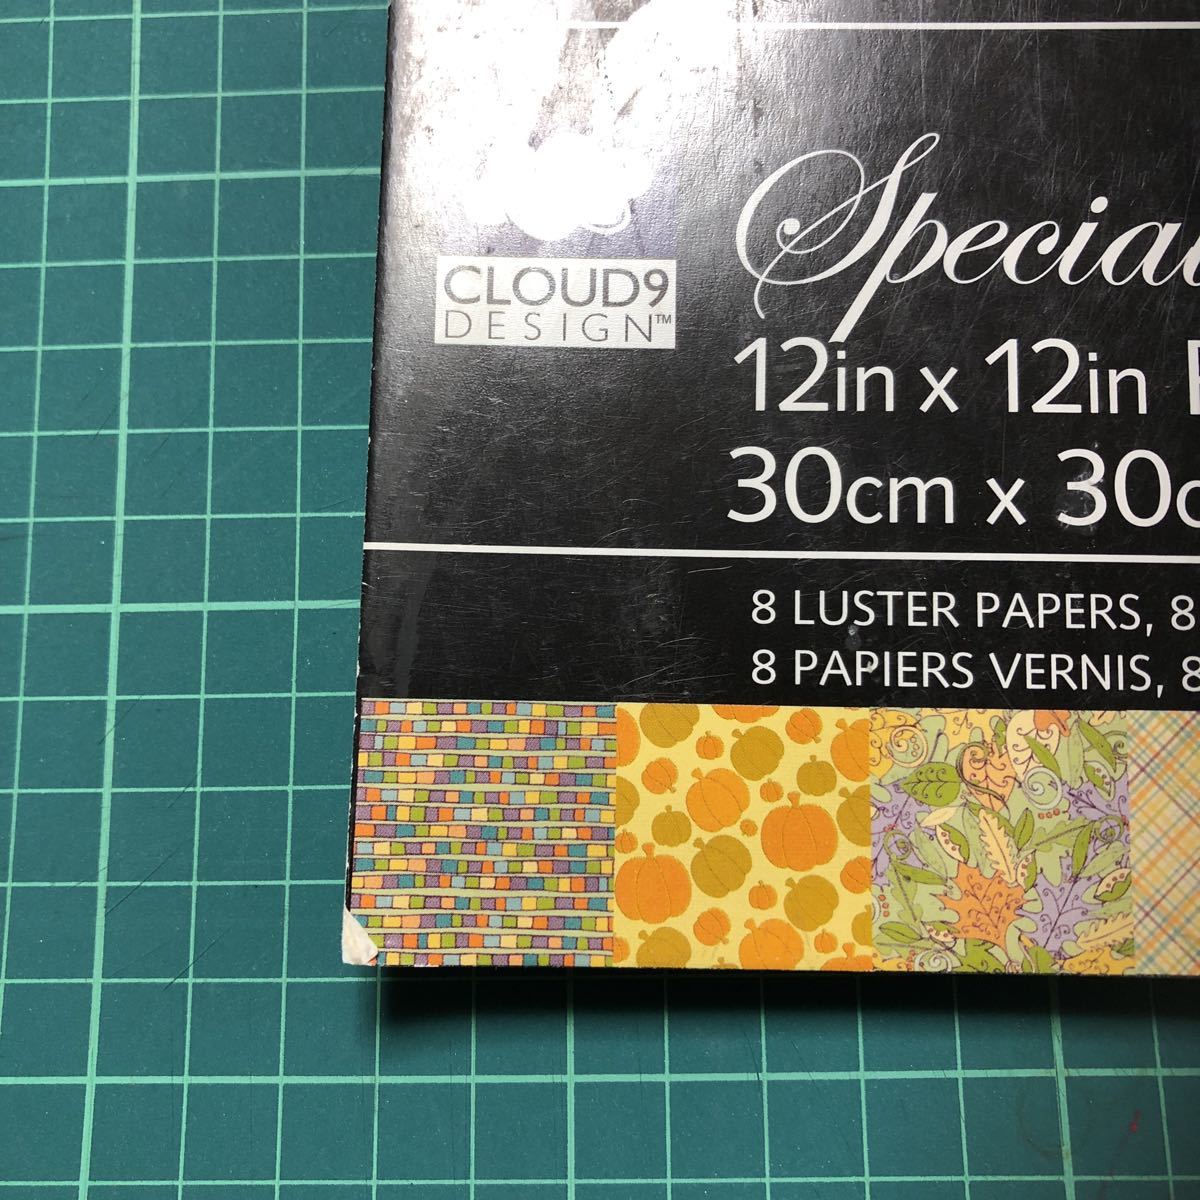 CLOUD9
DESIGN™
Special
12in x 12in
30cm x 30c
8 LUSTER PAPERS, 8
8 PAPIERS VERNIS, 8